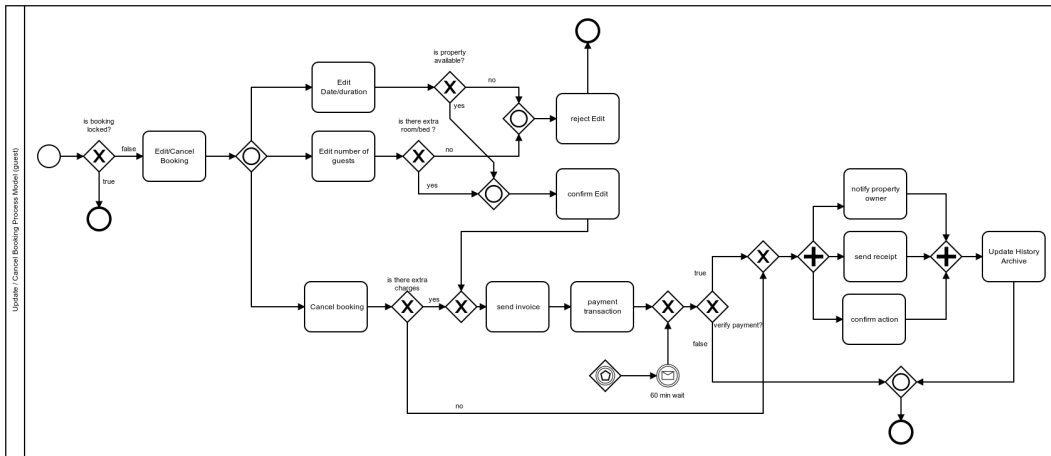 Update / Cancel Booking Process Model (guest)
is booking
locked?
false
true
Edit/Cancel
Booking
Edit
Date/duration
is property
available?
no
yes
Edit number of
guests
is there extra
room/bed ?
no
yes
reject Edit
confirm Edit
Cancel booking
is there extra
charges
yes
no
send invoice
payment
transaction
60 min wait
verify payment?
true
false
notify property
owner
send receipt
confirm action
Update History
Archive